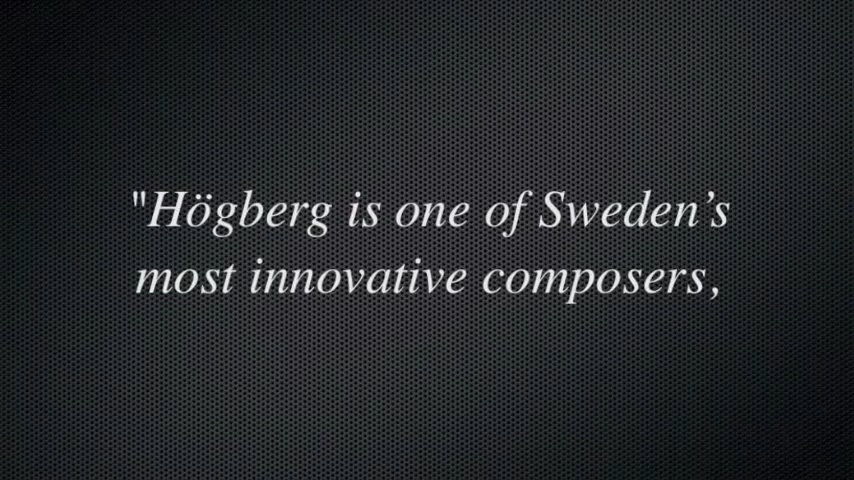 "Högberg is one of Sweden’s
most innovative composers,